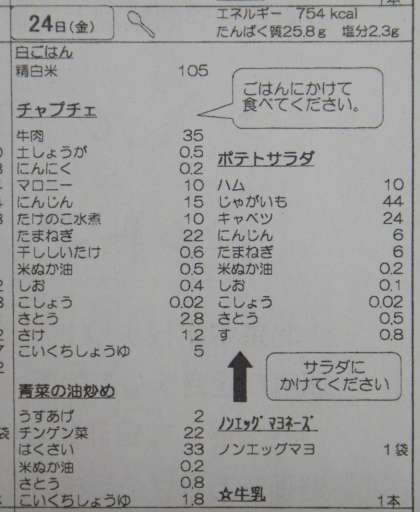 24日(金)
エネルギー 754 kcal
たんぱく質25.8g 塩分2.3g
白ごはん
精白米 105
ごはんにかけて
食べてください。
チャプチェ
牛肉 35
土しょうが 0.5
にんにく 0.2
マロニー 10
にんじん 15
たけのこ水煮 10
たまねぎ 22
干ししいたけ 0.6
米ぬか油 0.5
しお 0.4
こしょう 0.02
さとう 2.8
さけ 1.2
こいくちしょうゆ 5
ポテトサラダ
ハム 10
じゃがいも 44
キャベツ 24
にんじん 6
たまねぎ 6
米ぬか油 0.2
しお 0.1
こしょう 0.02
さとう 0.5
す 0.8
サラダに
かけてください
青菜の油炒め
うすあげ 2
チンゲン菜 22
はくさい 33
米ぬか油 0.2
さとう 0.8
こいくちしょうゆ 1.8
ノンエッグマヨネーズ
ノンエッグマヨ 1袋
☆牛乳 1本